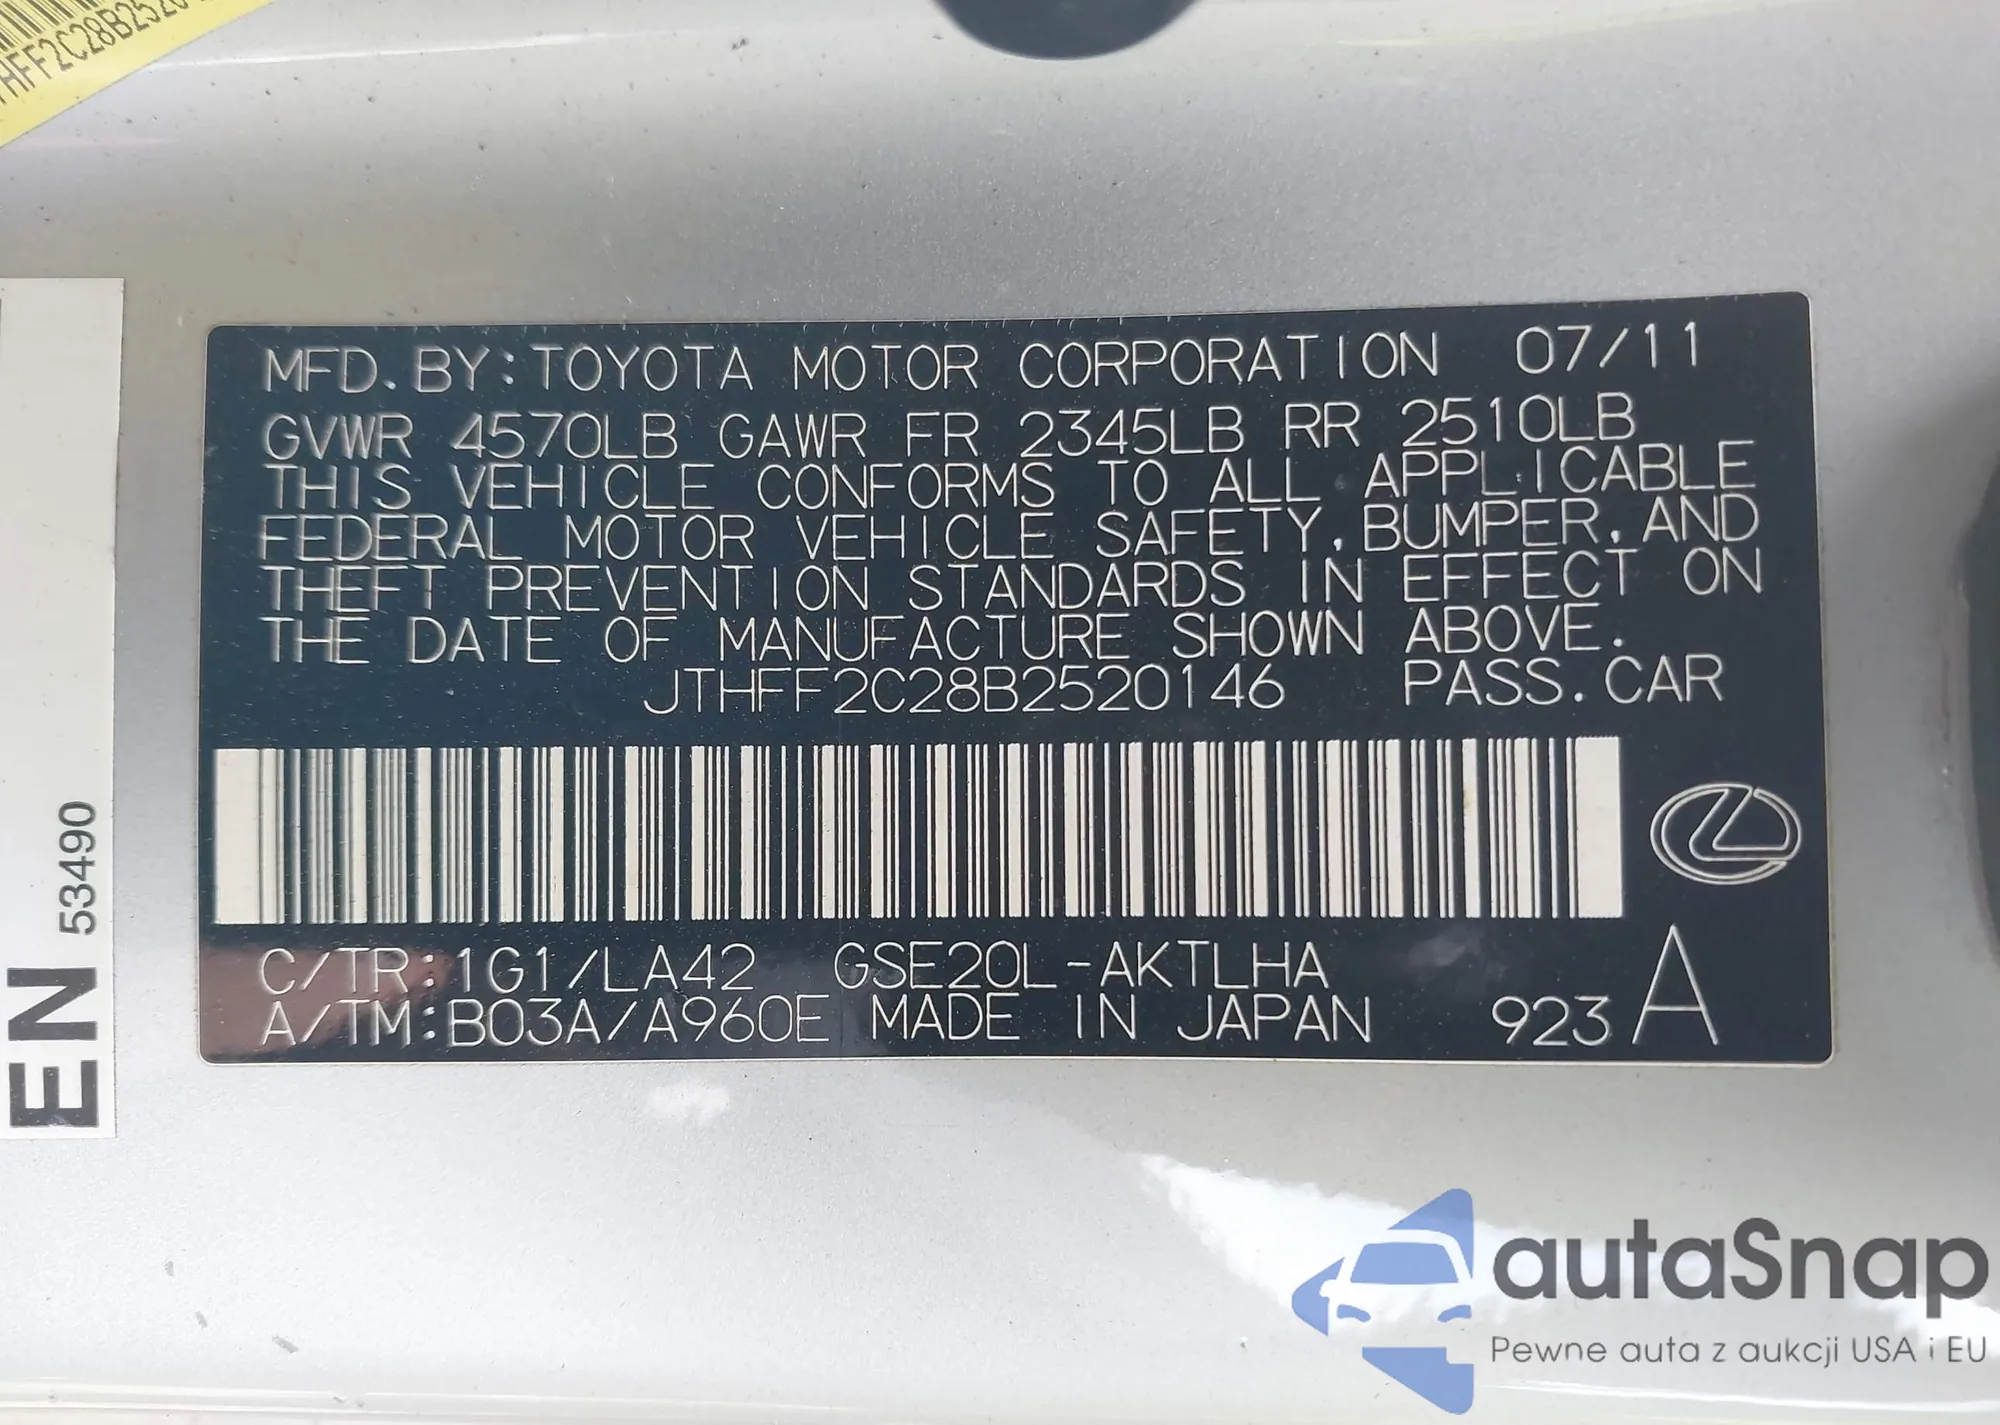 HFF2C28B2520
MFD. BY: TOYOTA MOTOR CORPORATION 07/11
GVWR 4570LB GAWR FR 2345LB RR 2510LB
THIS VEHICLE CONFORMS TO ALL APPLICABLE
FEDERAL MOTOR VEHICLE SAFETY, BUMPER, AND
THEFT PREVENTION STANDARDS IN EFFECT ON
THE DATE OF MANUFACTURE SHOWN ABOVE.
JTHFF2C28B2520146 PASS. CAR
C/TR: 1G1/LA42 GSE20L-AKTLHA
A/TM: B03A/A960E MADE IN JAPAN 923 A
EN 53490
autaSnap
Pewne auta z aukcji USA i EU